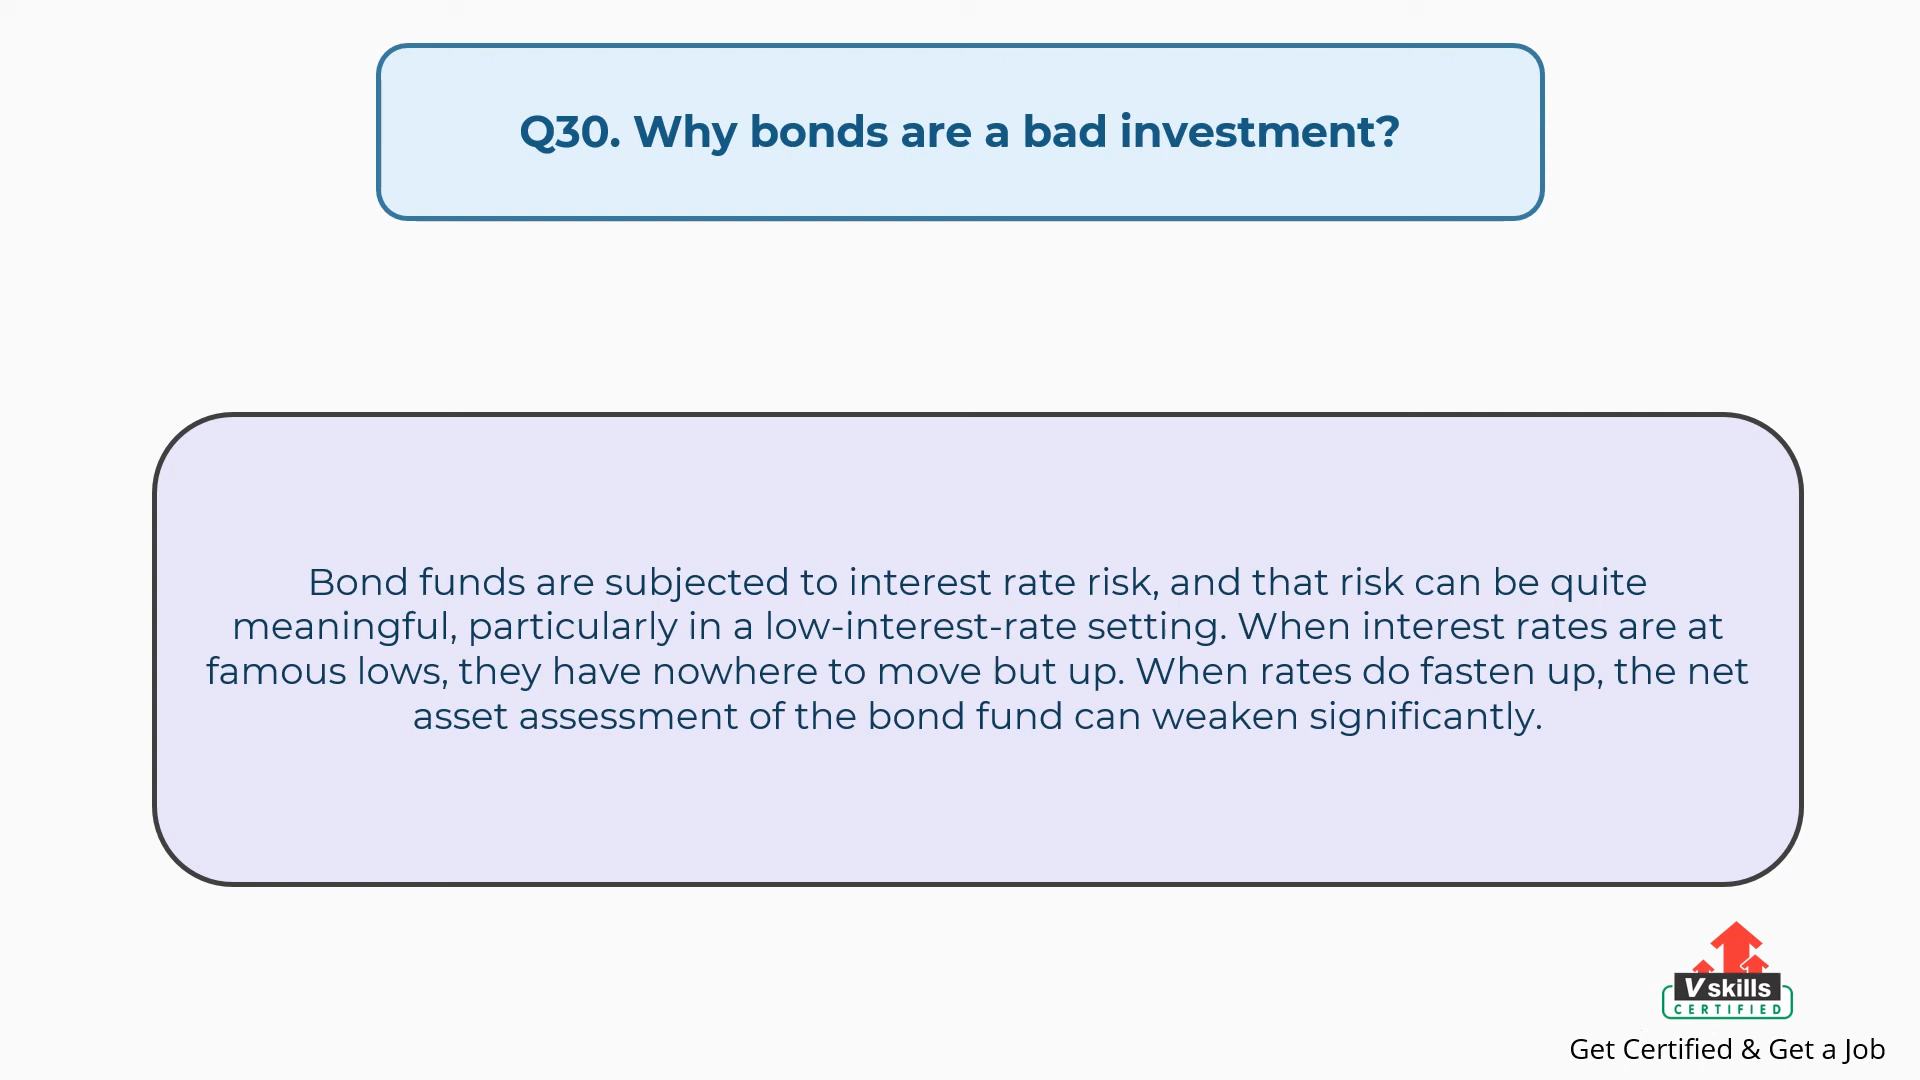 Q30. Why bonds are a bad investment?
Bond funds are subjected to interest rate risk, and that risk can be quite
meaningful, particularly in a low-interest-rate setting. When interest rates are at
famous lows, they have nowhere to move but up. When rates do fasten up, the net
asset assessment of the bond fund can weaken significantly.
Vskills
CERTIFIED
Get Certified & Get a Job